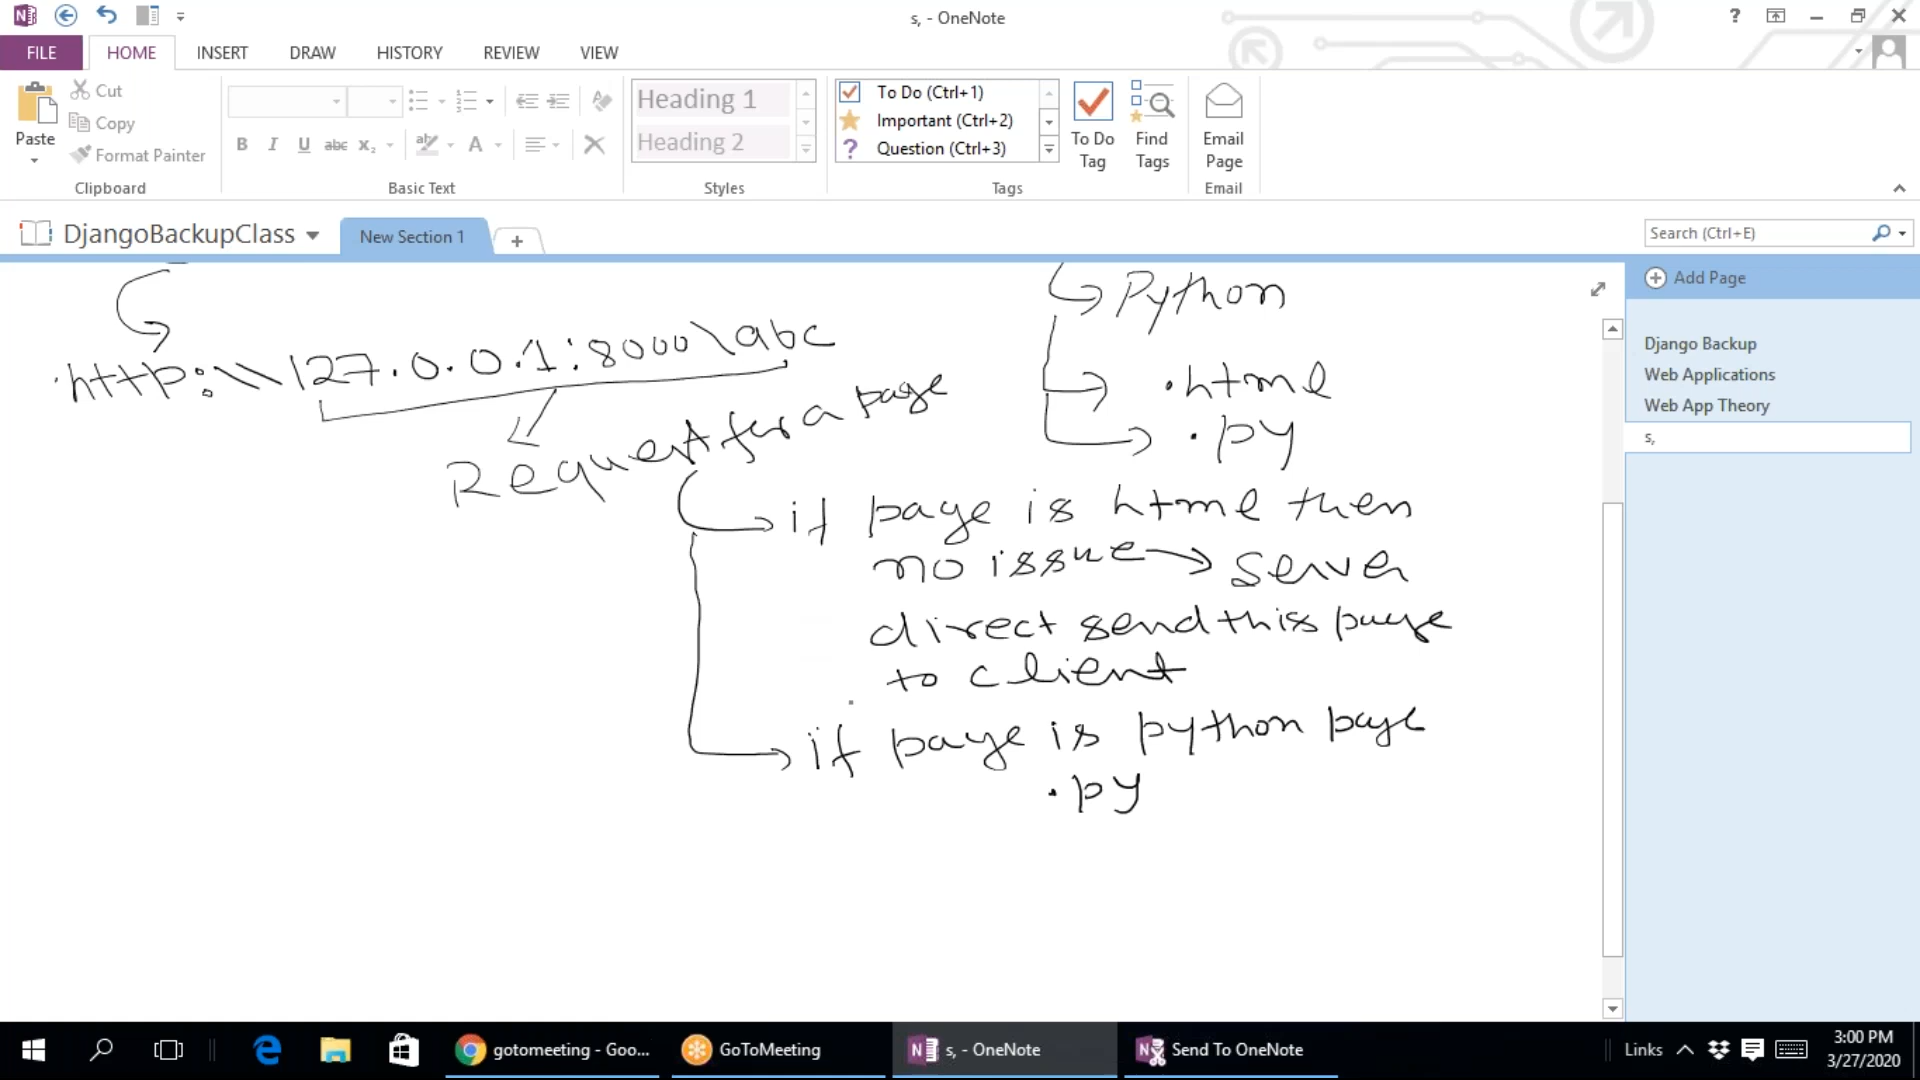 s, - OneNote
?
FILE
HOME
INSERT
DRAW
HISTORY
REVIEW
VIEW
Paste
Cut
Copy
Format Painter
Clipboard
B I U abc x₂ ab A
Basic Text
Heading 1
Heading 2
Styles
To Do (Ctrl+1)
Important (Ctrl+2)
? Question (Ctrl+3)
Tags
To Do
Tag
Find
Tags
Email
Page
Email
DjangoBackupClass
New Section 1
+
Search (Ctrl+E)
Add Page
Django Backup
Web Applications
Web App Theory
s,
Python
.html
.py
http:\\127.0.0.1:8000\abc
Request for a page
if page is html then
no issue → server
direct send this page
to client
if page is python page
.py
gotomeeting - Goo...
GoToMeeting
s, - OneNote
Send To OneNote
Links
3:00 PM
3/27/2020